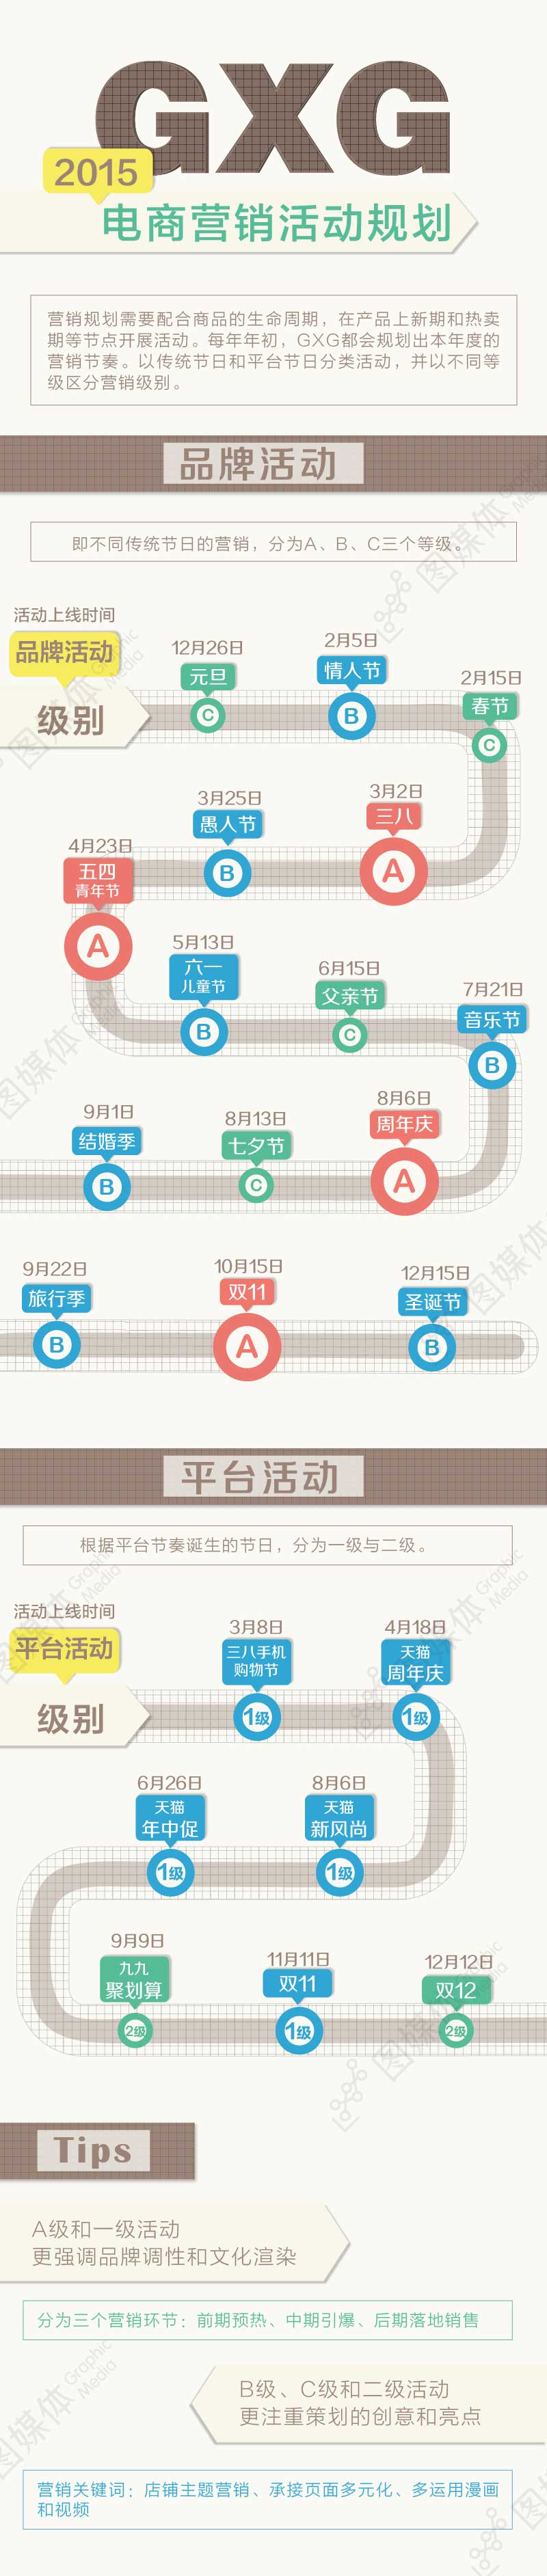 GXG
2015
电商营销活动规划
营销规划需要配合商品的生命周期，在产品上新期和热卖
期等节点开展活动。每年年初，GXG都会规划出本年度的
营销节奏。以传统节日和平台节日分类活动，并以不同等
级区分营销级别。
品牌活动
即不同传统节日的营销，分为A、B、C三个等级。
活动上线时间
品牌活动
级别
12月26日
元旦
C
2月5日
情人节
B
2月15日
春节
C
3月2日
三八
A
3月25日
愚人节
B
4月23日
五四
青年节
A
5月13日
六一
儿童节
B
6月15日
父亲节
C
7月21日
音乐节
B
8月6日
周年庆
A
8月13日
七夕节
C
9月1日
结婚季
B
9月22日
旅行季
B
10月15日
双11
A
12月15日
圣诞节
B
平台活动
根据平台节奏诞生的节日，分为一级与二级。
活动上线时间
平台活动
级别
3月8日
三八手机
购物节
1级
4月18日
天猫
周年庆
1级
6月26日
天猫
年中促
1级
8月6日
天猫
新风尚
1级
9月9日
九九
聚划算
2级
11月11日
双11
1级
12月12日
双12
2级
Tips
A级和一级活动
更强调品牌调性和文化渲染
分为三个营销环节：前期预热、中期引爆、后期落地销售
B级、C级和二级活动
更注重策划的创意和亮点
营销关键词：店铺主题营销、承接页面多元化、多运用漫画
和视频
图媒体 Graphic Media